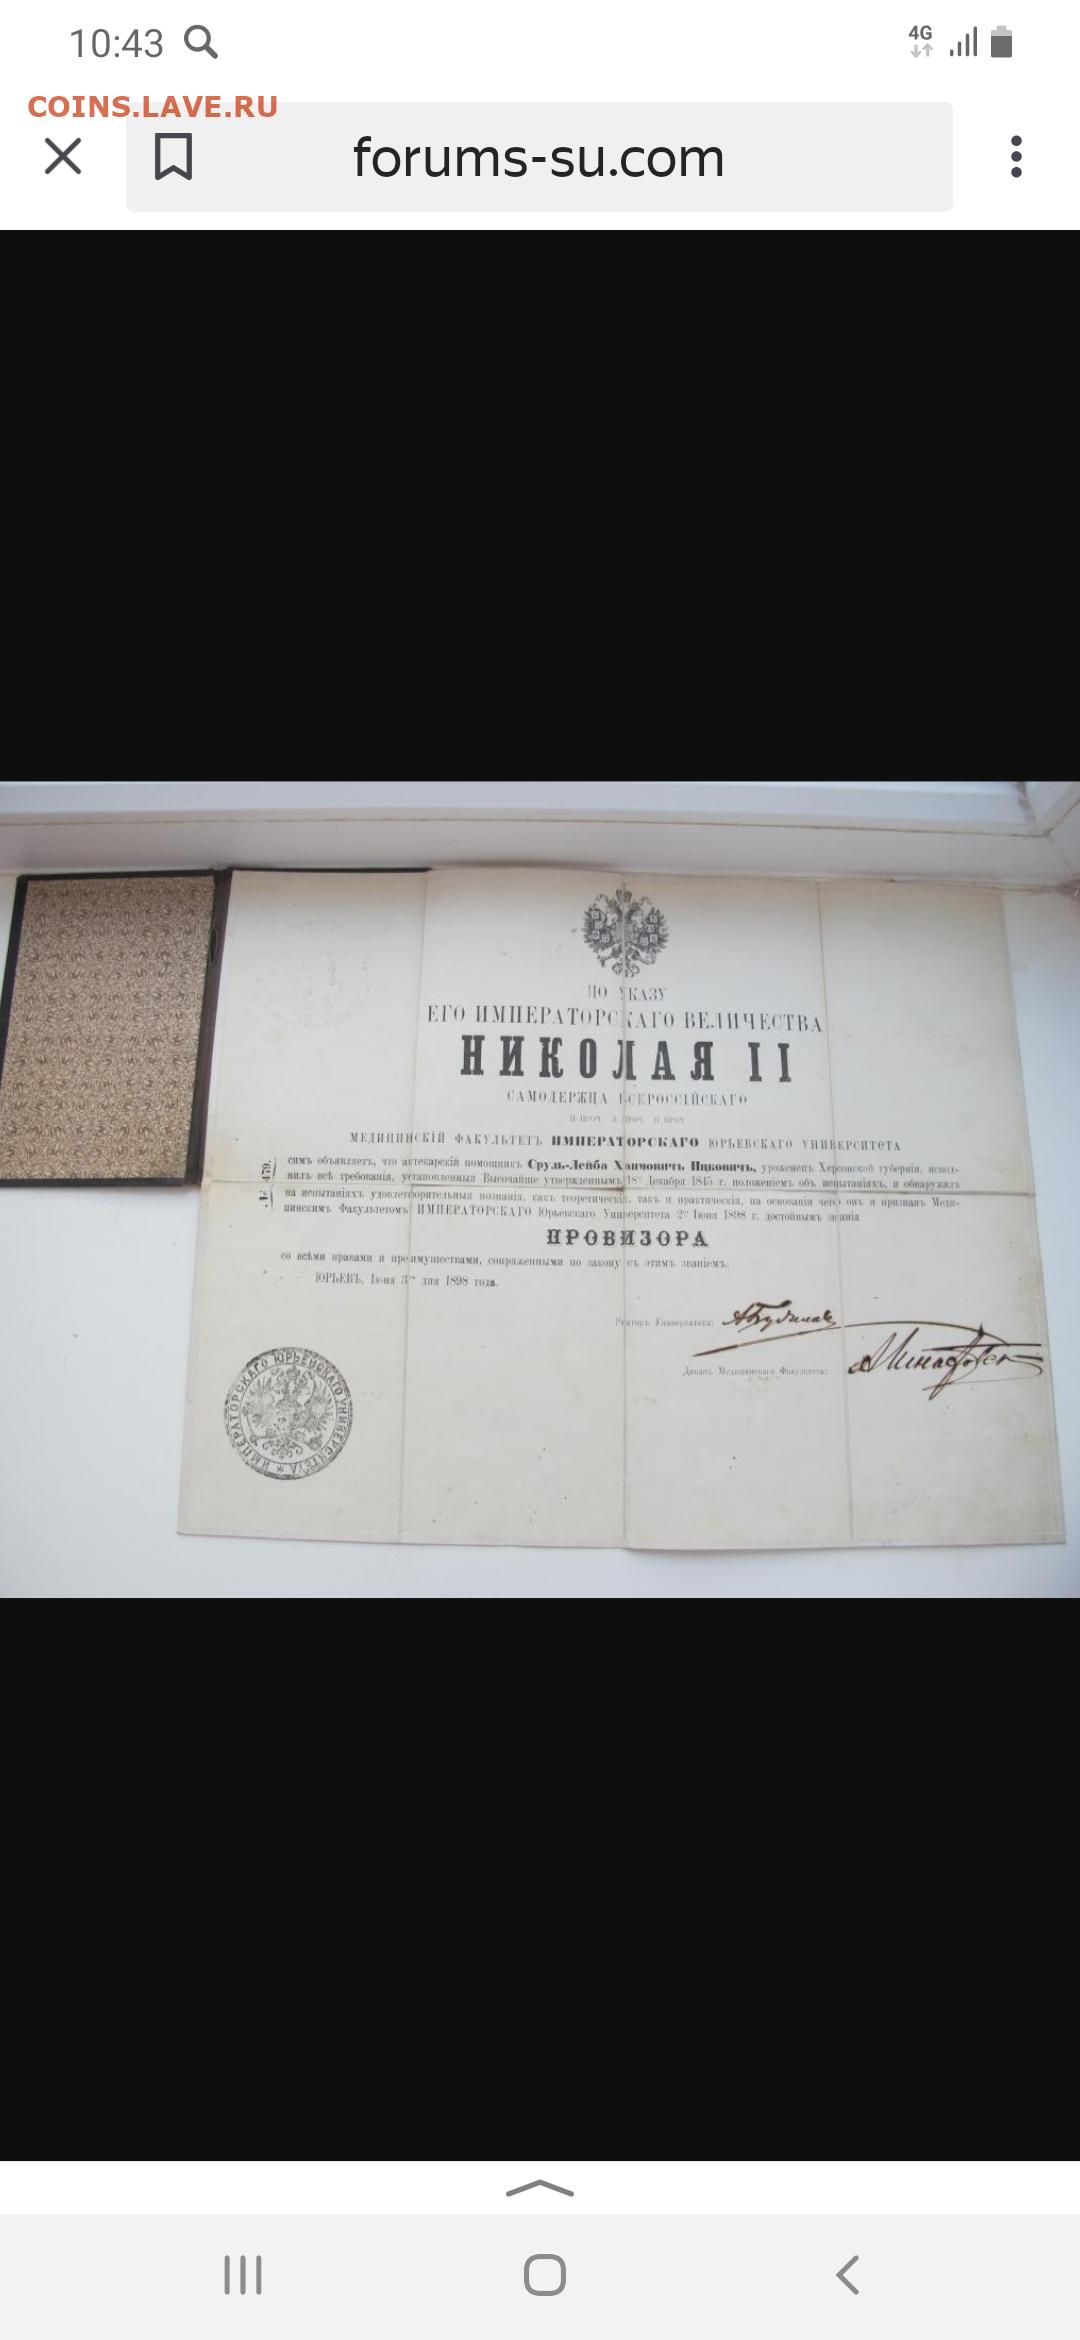 10:43
4G
COINS.LAVE.RU
forums-su.com
ПО УКАЗУ
ЕГО ИМПЕРАТОРСКАГО ВЕЛИЧЕСТВА
НИКОЛАЯ II
САМОДЕРЖЦА ВСЕРОССІЙСКАГО
И ПРОЧ. И ПРОЧ. И ПРОЧ.
МЕДИЦИНСКІЙ ФАКУЛЬТЕТЪ ИМПЕРАТОРСКАГО ЮРЬЕВСКАГО УНИВЕРСИТЕТА
№ 479.
симъ объявляетъ, что аптекарскій помощникъ Сруль-Лейба Хаимовичъ Ицковичъ, уроженецъ Херсонской губерніи, испол-
нилъ всѣ требованія, установленныя Высочайше утвержденнымъ 18го Декабря 1845 г. положеніемъ объ испытаніяхъ, и обнаружилъ
на испытаніяхъ удовлетворительныя познанія, какъ теоретическія, такъ и практическія, на основаніи чего онъ и признанъ Меди-
цинскимъ Факультетомъ ИМПЕРАТОРСКАГО Юрьевскаго Университета 2го Іюня 1898 г. достойнымъ званія
ПРОВИЗОРА
со всѣми правами и преимуществами, сопряженными по закону съ этимъ званіемъ.
ЮРЬЕВЪ, Іюня 3го дня 1898 года.
Ректоръ Университета:
Деканъ Медицинскаго Факультета:
ИМПЕРАТОРСКАГО ЮРЬЕВСКАГО УНИВЕРСИТЕТА